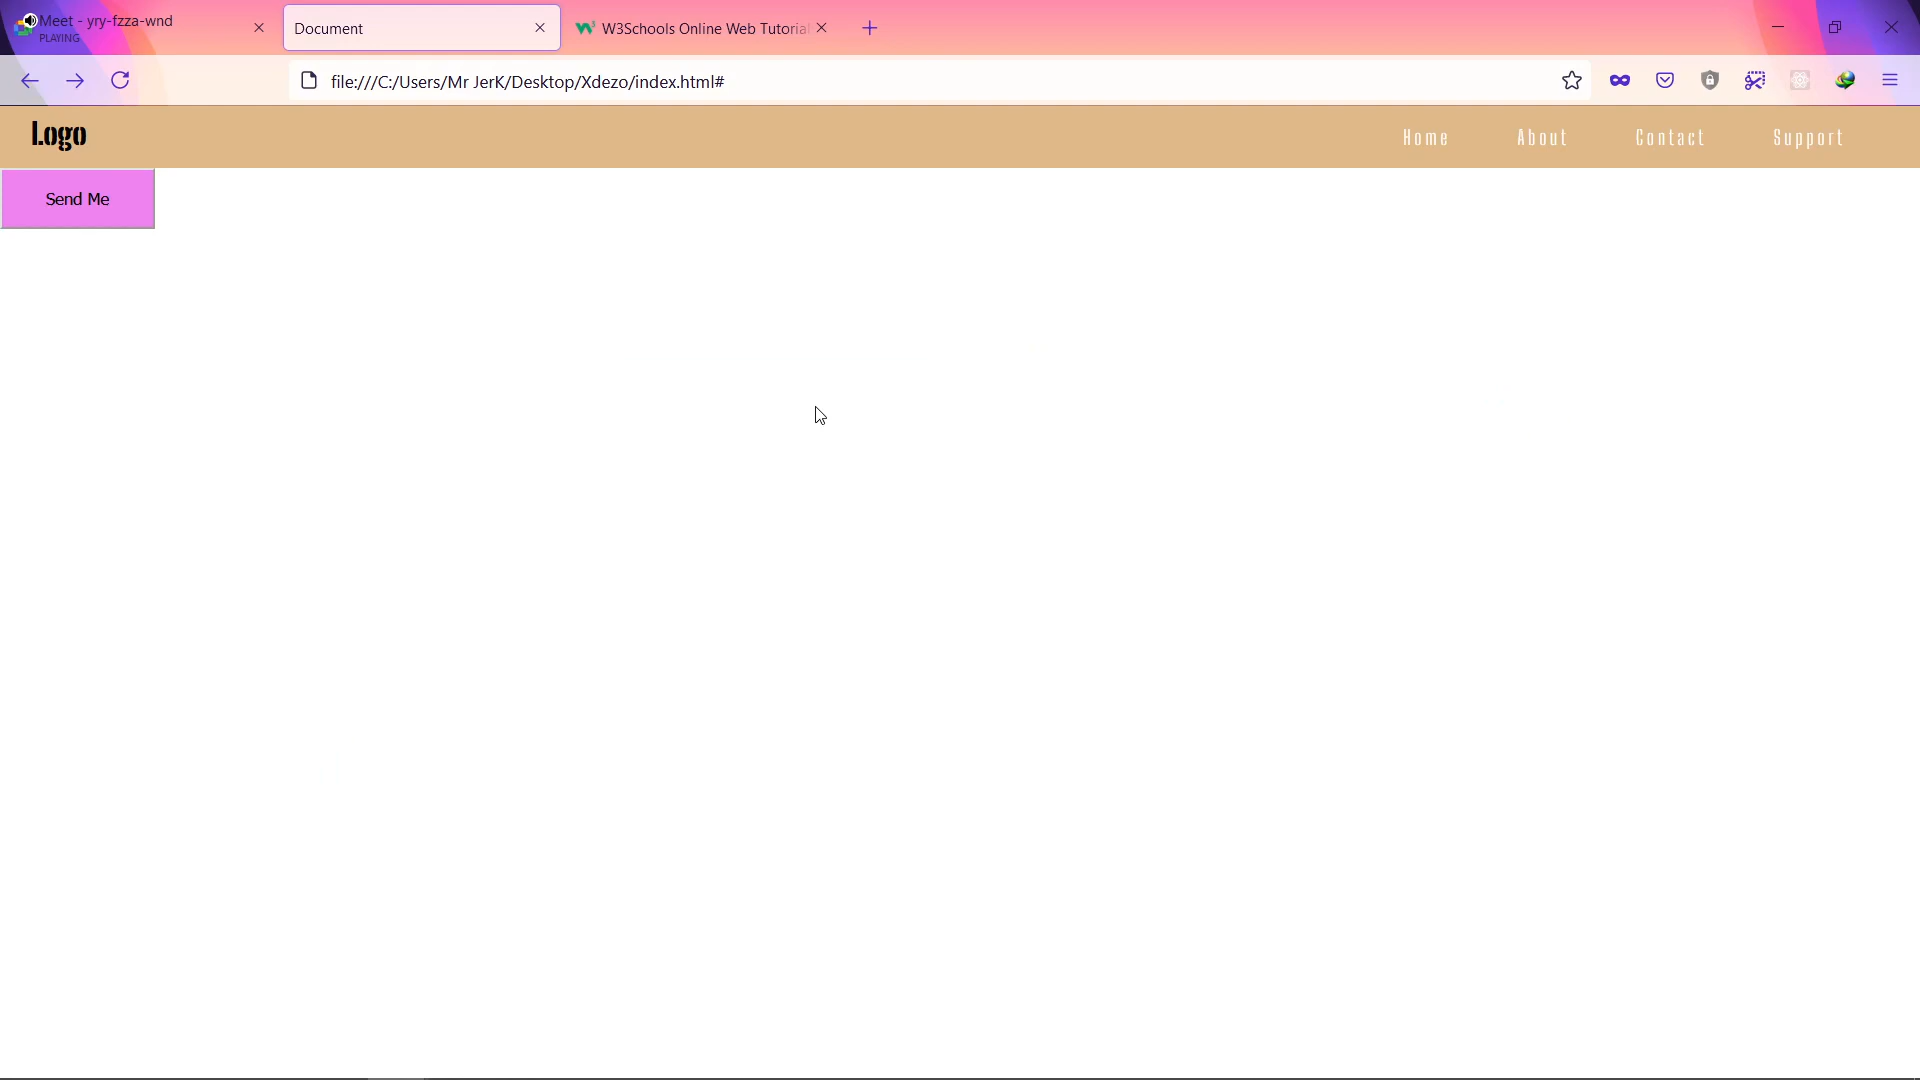 Meet - yry-fzza-wnd
PLAYING
Document
W3Schools Online Web Tutorial
file:///C:/Users/Mr JerK/Desktop/Xdezo/index.html#
Logo
Home
About
Contact
Support
Send Me